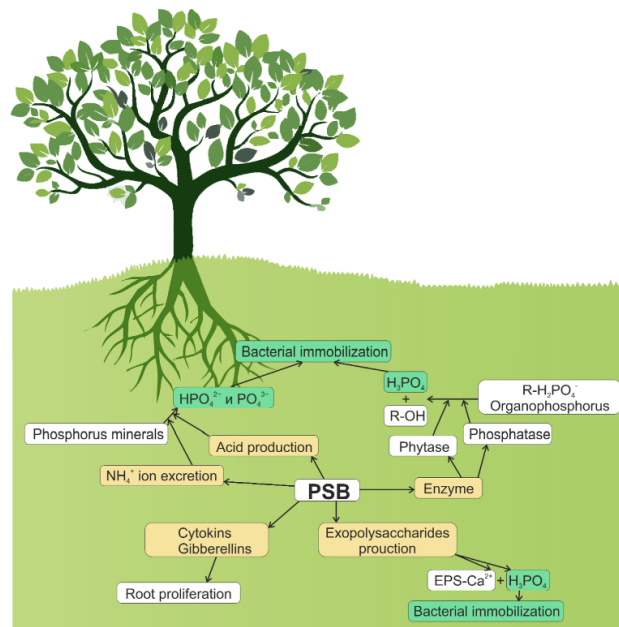 Bacterial immobilization
HPO₄²⁻ и PO₄³⁻
H₃PO₄
+
R-OH
R-H₂PO₄⁻
Organophosphorus
Phosphorus minerals
Acid production
Phytase
Phosphatase
NH₄⁺ ion excretion
PSB
Enzyme
Cytokins
Gibberellins
Exopolysaccharides
prouction
Root proliferation
EPS-Ca²⁺ + H₃PO₄
Bacterial immobilization